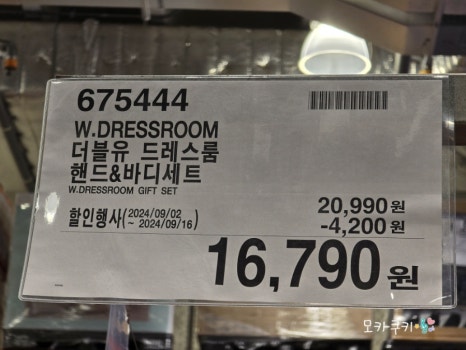 675444
W.DRESSROOM
더블유 드레스룸
핸드&바디세트
W.DRESSROOM GIFT SET
할인행사(2024/09/02
~ 2024/09/16)
20,990원
-4,200원
16,790원
모카쿠키